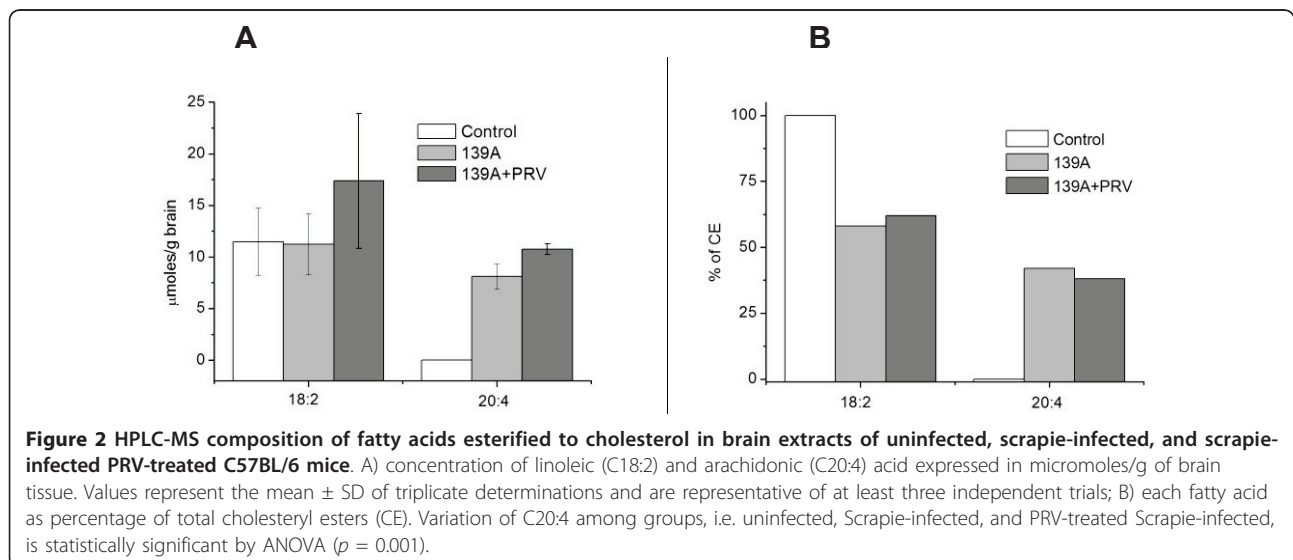 A
B
25
20
15
10
5
0
μmoles/g brain
Control
139A
139A+PRV
18:2
20:4
100
75
50
25
0
% of CE
Control
139A
139A+PRV
18:2
20:4
Figure 2 HPLC-MS composition of fatty acids esterified to cholesterol in brain extracts of uninfected, scrapie-infected, and scrapie-
infected PRV-treated C57BL/6 mice. A) concentration of linoleic (C18:2) and arachidonic (C20:4) acid expressed in micromoles/g of brain
tissue. Values represent the mean ± SD of triplicate determinations and are representative of at least three independent trials; B) each fatty acid
as percentage of total cholesteryl esters (CE). Variation of C20:4 among groups, i.e. uninfected, Scrapie-infected, and PRV-treated Scrapie-infected,
is statistically significant by ANOVA (p = 0.001).